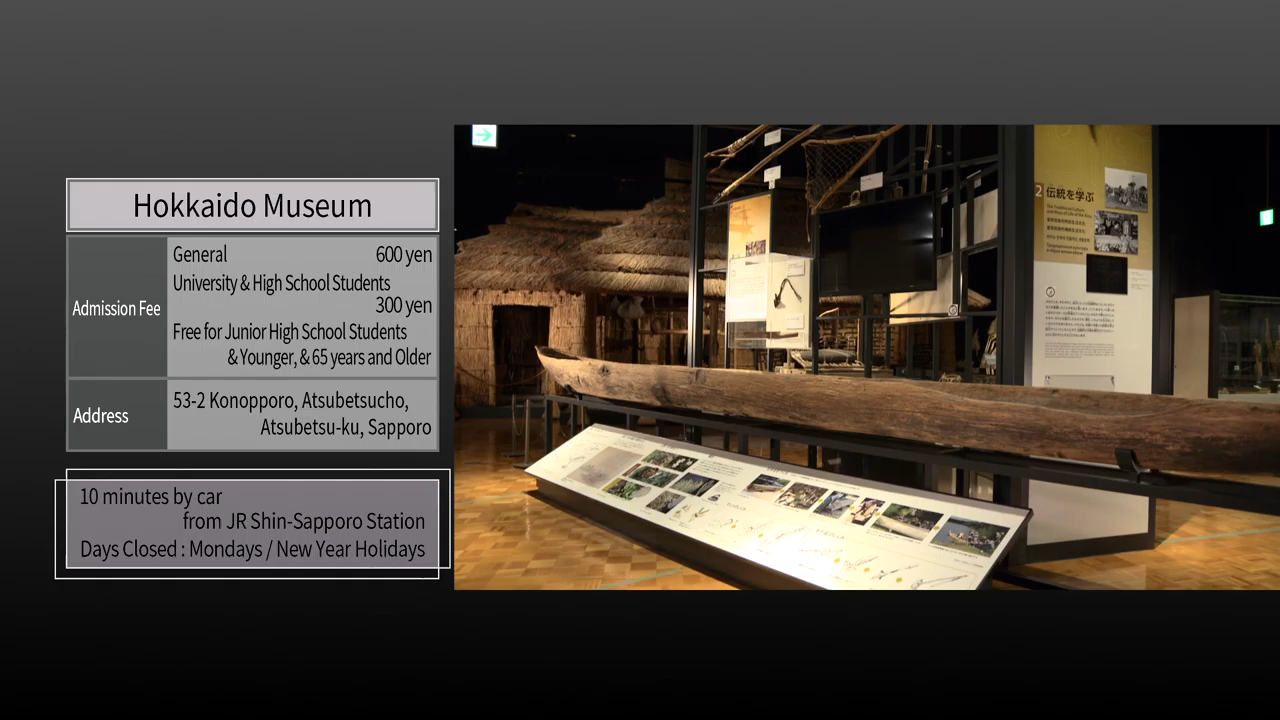 Hokkaido Museum
Admission Fee
General 600 yen
University & High School Students
300 yen
Free for Junior High School Students
& Younger, & 65 years and Older
Address
53-2 Konopporo, Atsubetsucho,
Atsubetsu-ku, Sapporo
10 minutes by car
from JR Shin-Sapporo Station
Days Closed : Mondays / New Year Holidays
2 伝統を学ぶ